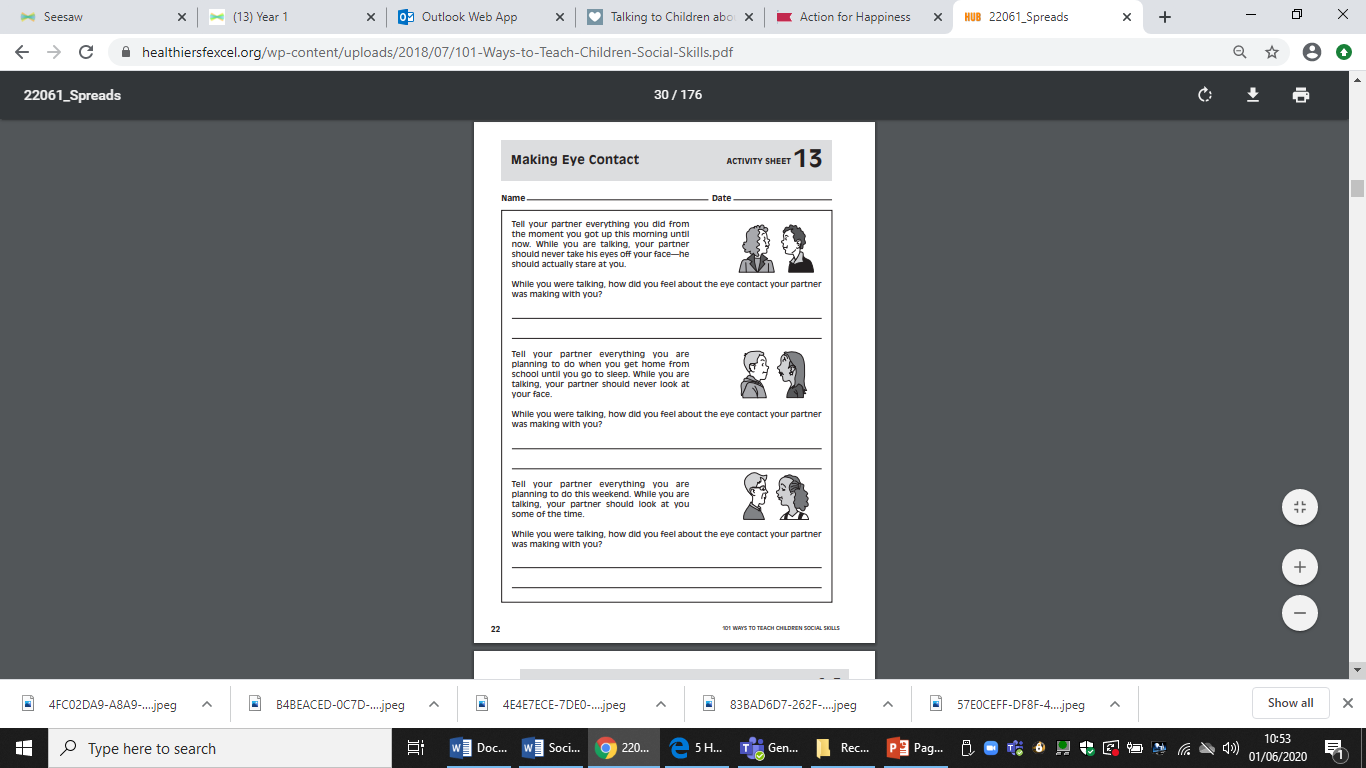 Seesaw
(13) Year 1
Outlook Web App
Talking to Children abo
Action for Happiness
HUB 22061_Spreads
healthiersfexcel.org/wp-content/uploads/2018/07/101-Ways-to-Teach-Children-Social-Skills.pdf
22061_Spreads
30 / 176
Making Eye Contact
ACTIVITY SHEET 13
Name
Date
Tell your partner everything you did from
the moment you got up this morning until
now. While you are talking, your partner
should never take his eyes off your face—he
should actually stare at you.
While you were talking, how did you feel about the eye contact your partner
was making with you?
Tell your partner everything you are
planning to do when you get home from
school until you go to sleep. While you are
talking, your partner should never look at
your face.
While you were talking, how did you feel about the eye contact your partner
was making with you?
Tell your partner everything you are
planning to do this weekend. While you are
talking, your partner should look at you
some of the time.
While you were talking, how did you feel about the eye contact your partner
was making with you?
22
101 WAYS TO TEACH CHILDREN SOCIAL SKILLS
4FC02DA9-A8A9-....jpeg
B4BEACED-0C7D-....jpeg
4E4E7ECE-7DE0-....jpeg
83BAD6D7-262F-....jpeg
57E0CEFF-DF8F-4....jpeg
Show all
Type here to search
Doc...
Soci...
220...
5 H...
Gen...
Rec...
Pag...
10:53
01/06/2020
1